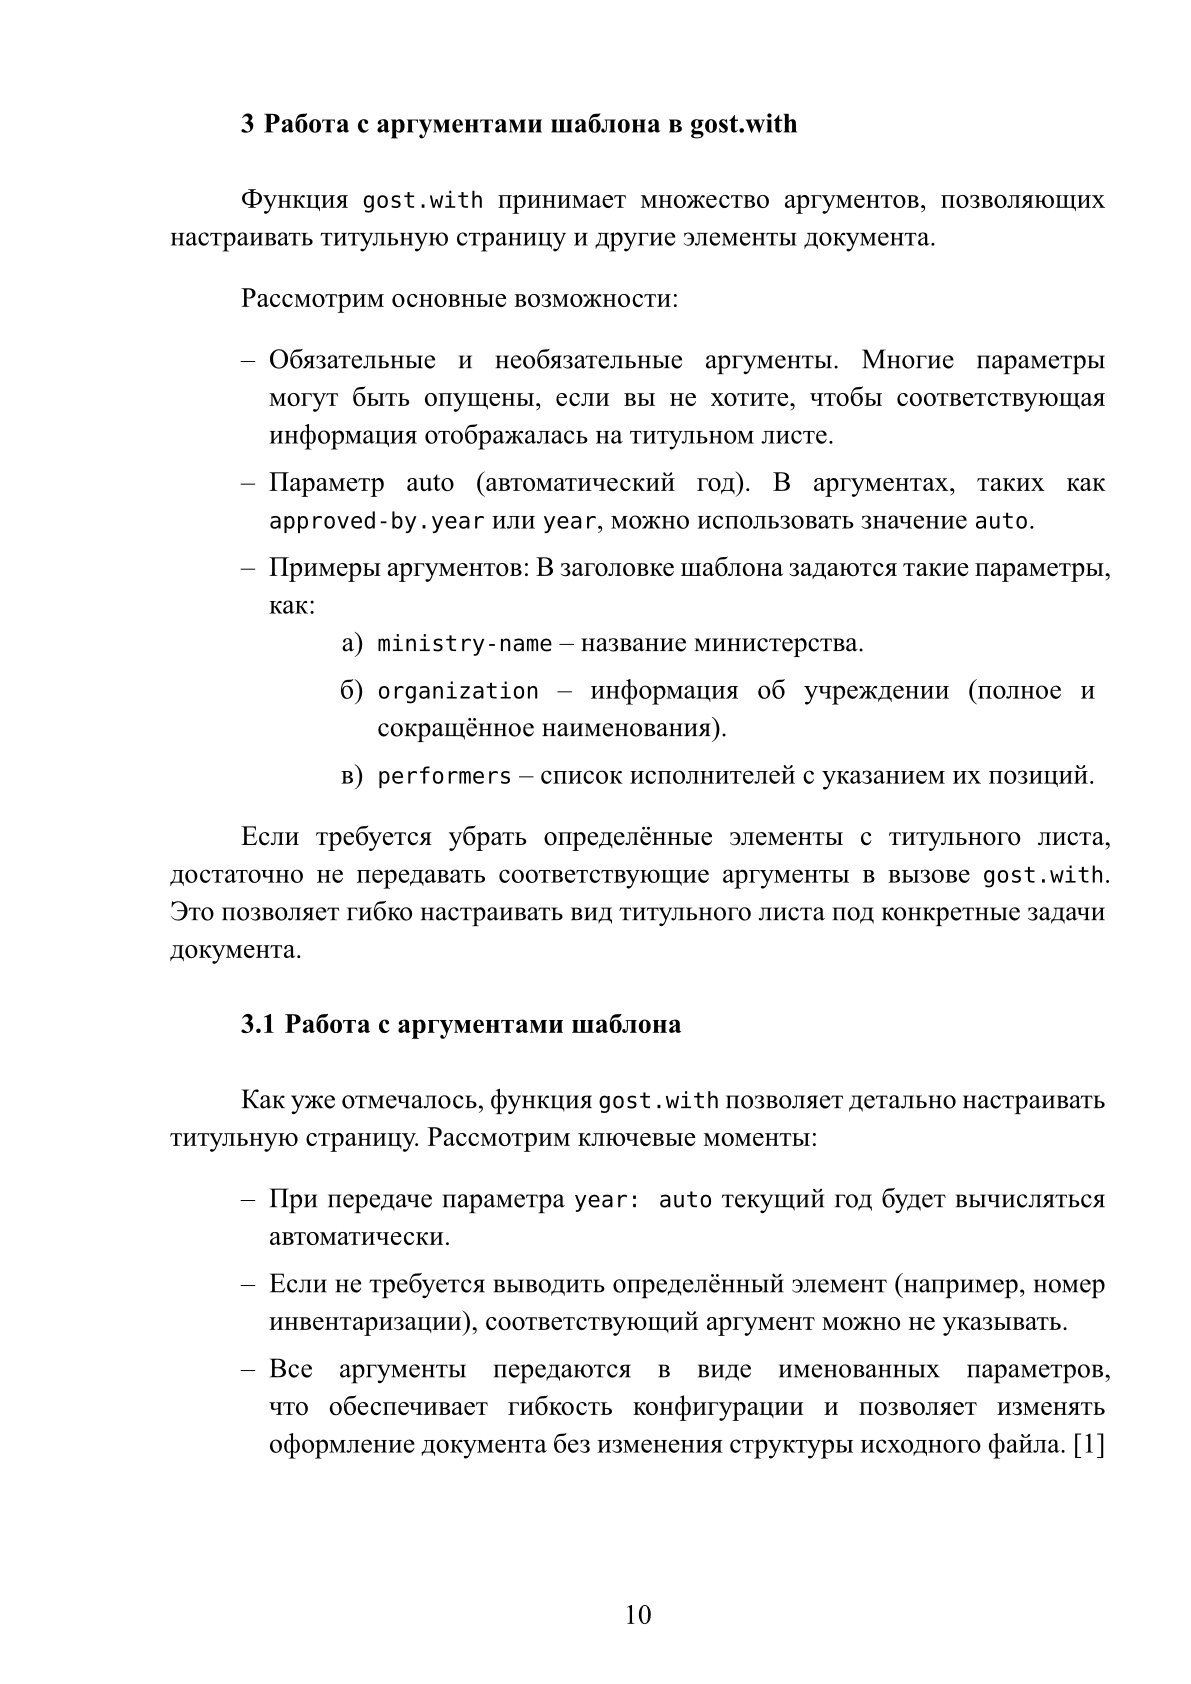 3 Работа с аргументами шаблона в gost.with
Функция gost.with принимает множество аргументов, позволяющих
настраивать титульную страницу и другие элементы документа.
Рассмотрим основные возможности:
– Обязательные и необязательные аргументы. Многие параметры
могут быть опущены, если вы не хотите, чтобы соответствующая
информация отображалась на титульном листе.
– Параметр auto (автоматический год). В аргументах, таких как
approved-by.year или year, можно использовать значение auto.
– Примеры аргументов: В заголовке шаблона задаются такие параметры,
как:
а) ministry-name – название министерства.
б) organization – информация об учреждении (полное и
сокращённое наименования).
в) performers – список исполнителей с указанием их позиций.
Если требуется убрать определённые элементы с титульного листа,
достаточно не передавать соответствующие аргументы в вызове gost.with.
Это позволяет гибко настраивать вид титульного листа под конкретные задачи
документа.
3.1 Работа с аргументами шаблона
Как уже отмечалось, функция gost.with позволяет детально настраивать
титульную страницу. Рассмотрим ключевые моменты:
– При передаче параметра year: auto текущий год будет вычисляться
автоматически.
– Если не требуется выводить определённый элемент (например, номер
инвентаризации), соответствующий аргумент можно не указывать.
– Все аргументы передаются в виде именованных параметров,
что обеспечивает гибкость конфигурации и позволяет изменять
оформление документа без изменения структуры исходного файла. [1]
10